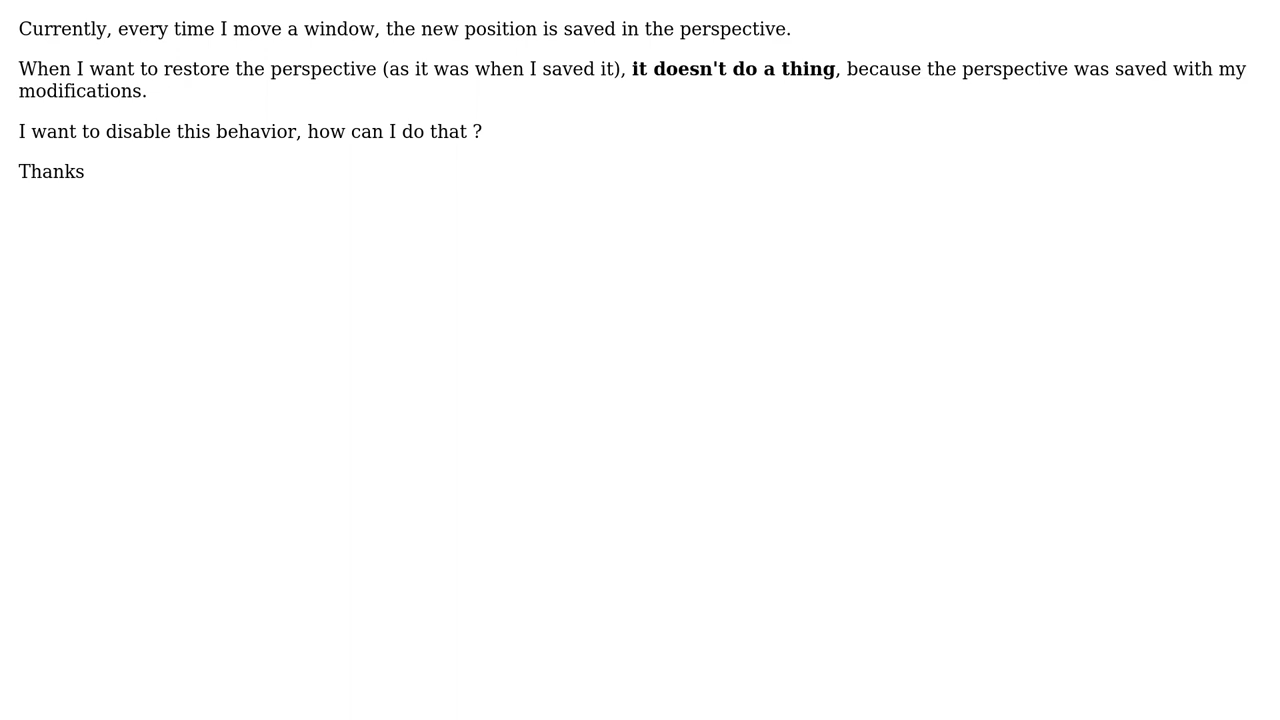 Currently, every time I move a window, the new position is saved in the perspective.
When I want to restore the perspective (as it was when I saved it), it doesn't do a thing, because the perspective was saved with my
modifications.
I want to disable this behavior, how can I do that ?
Thanks